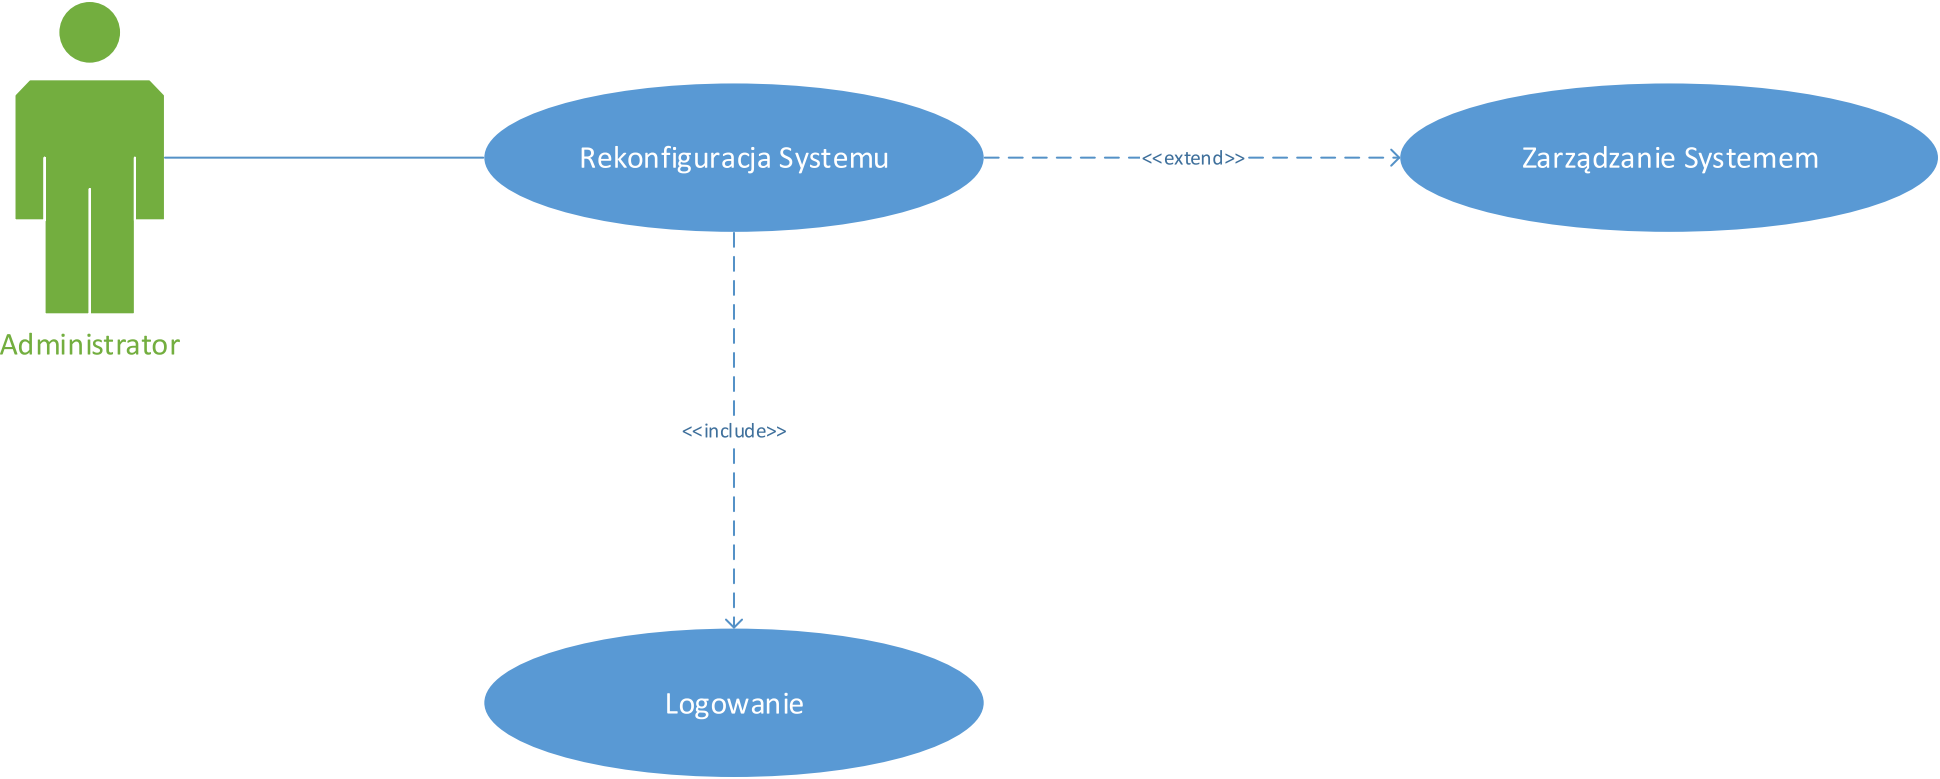 Rekonfiguracja Systemu
<<extend>>
Zarządzanie Systemem
Administrator
<<include>>
Logowanie